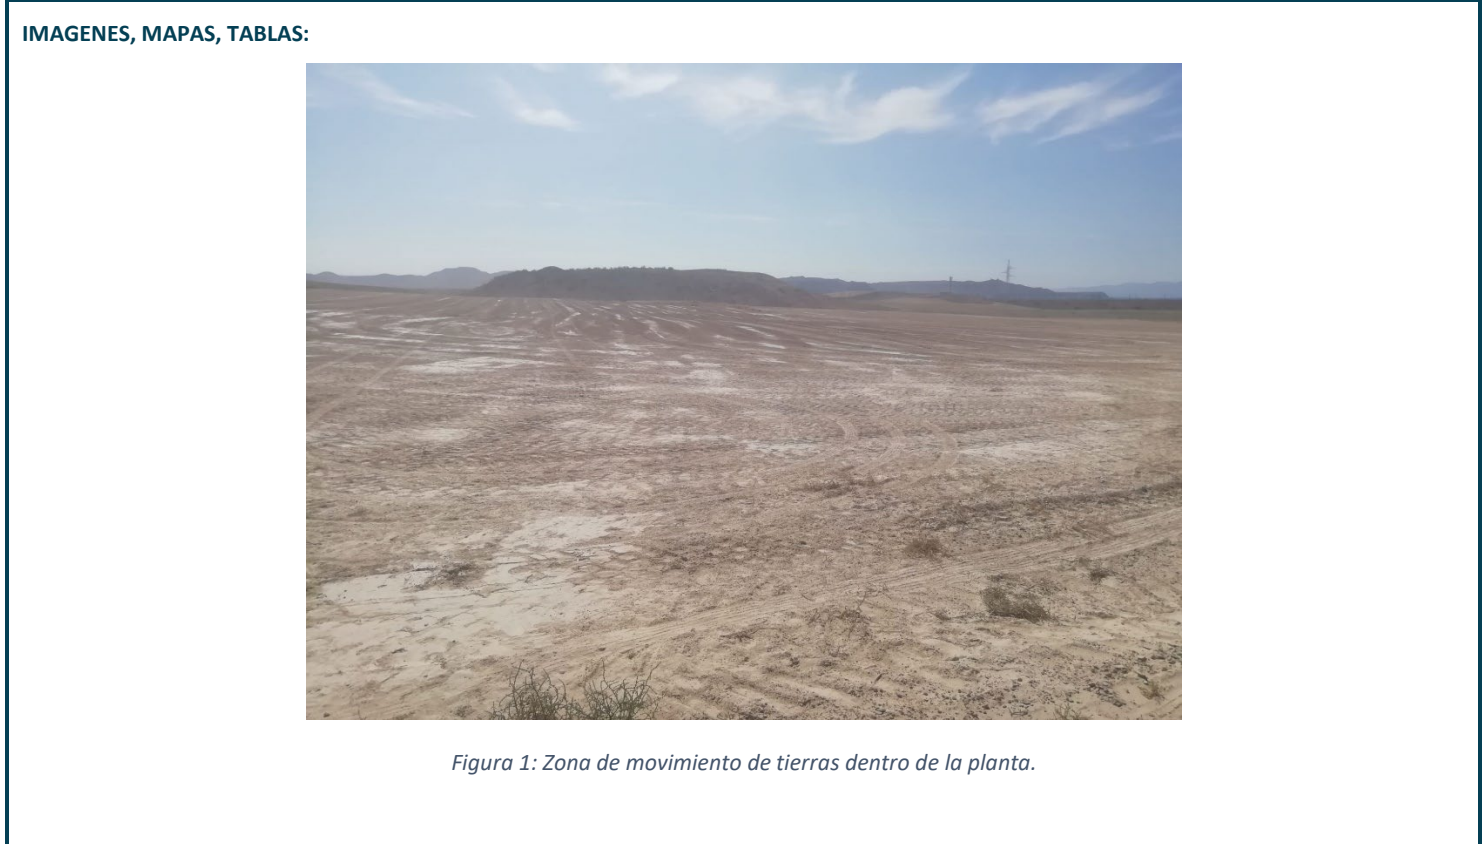 IMAGENES, MAPAS, TABLAS:
Figura 1: Zona de movimiento de tierras dentro de la planta.